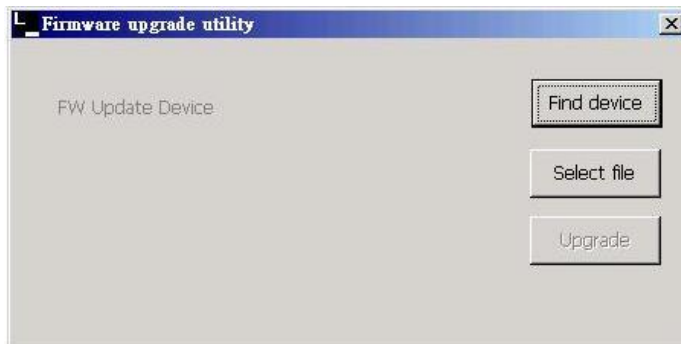 Firmware upgrade utility
FW Update Device
Find device
Select file
Upgrade